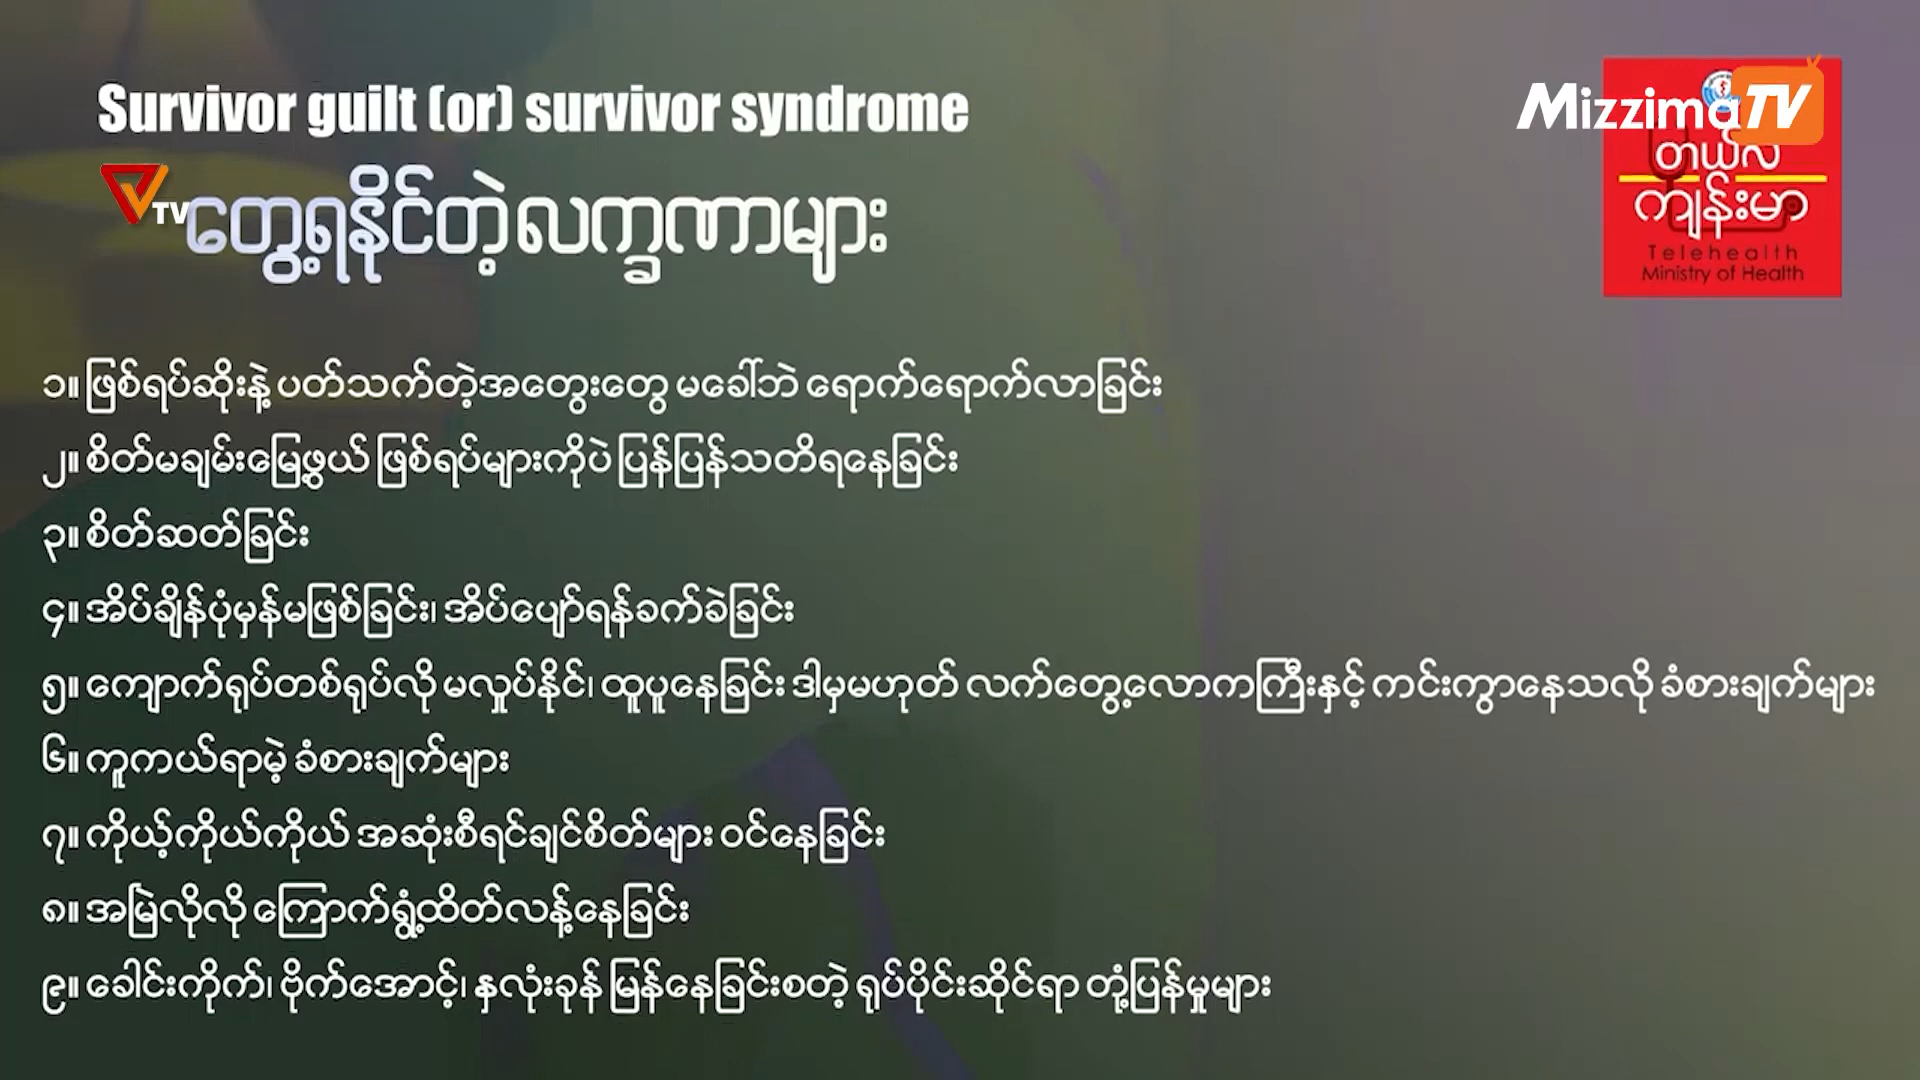 Survivor guilt (or) survivor syndrome
Mizzima TV
TV
တွေ့ရနိုင်တဲ့ လက္ခဏာများ
တယ်လီ
ကျန်းမာ
Telehealth
Ministry of Health
၁။ ဖြစ်ရပ်ဆိုးနဲ့ ပတ်သက်တဲ့အတွေးတွေ မခေါ်ဘဲ ရောက်ရောက်လာခြင်း
၂။ စိတ်မချမ်းမြေ့ဖွယ် ဖြစ်ရပ်များကိုပဲ ပြန်ပြန်သတိရနေခြင်း
၃။ စိတ်ဆတ်ခြင်း
၄။ အိပ်ချိန်ပုံမှန်မဖြစ်ခြင်း၊ အိပ်ပျော်ရန်ခက်ခဲခြင်း
၅။ ကျောက်ရုပ်တစ်ရုပ်လို မလှုပ်နိုင်၊ ထူပူနေခြင်း ဒါမှမဟုတ် လက်တွေ့လောကကြီးနှင့် ကင်းကွာနေသလို ခံစားချက်များ
၆။ ကူကယ်ရာမဲ့ ခံစားချက်များ
၇။ ကိုယ့်ကိုယ်ကိုယ် အဆုံးစီရင်ချင်စိတ်များ ဝင်နေခြင်း
၈။ အမြဲလိုလို ကြောက်ရွံ့ထိတ်လန့်နေခြင်း
၉။ ခေါင်းကိုက်၊ ဗိုက်အောင့်၊ နှလုံးခုန် မြန်နေခြင်းစတဲ့ ရုပ်ပိုင်းဆိုင်ရာ တုံ့ပြန်မှုများ